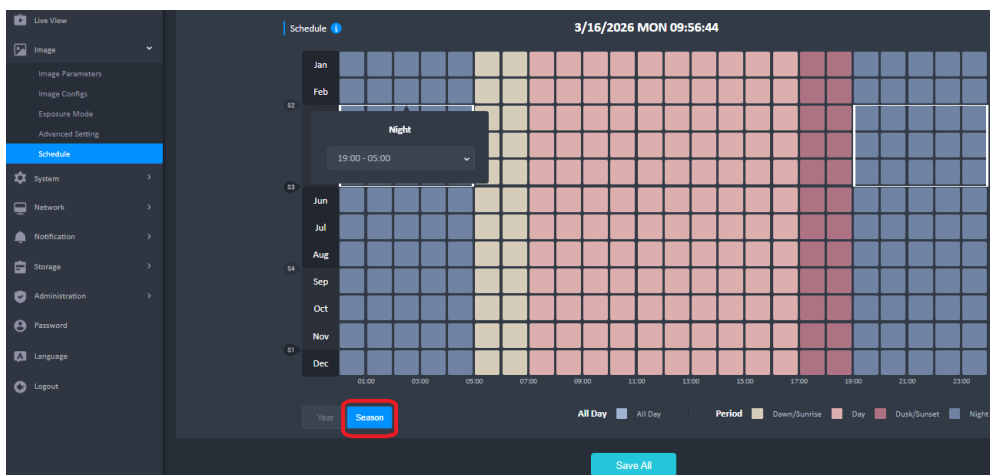 Live View
Image
Image Parameters
Image Configs
Exposure Mode
Advanced Setting
Schedule
System
Network
Notification
Storage
Administration
Password
Language
Logout
Schedule
3/16/2026 MON 09:56:44
Jan
Feb
S2
Night
19:00 - 05:00
S3
Jun
Jul
Aug
S4
Sep
Oct
Nov
S1
Dec
01:00 03:00 05:00 07:00 09:00 11:00 13:00 15:00 17:00 19:00 21:00 23:00
Year Season
All Day All Day Period Dawn/Sunrise Day Dusk/Sunset Night
Save All